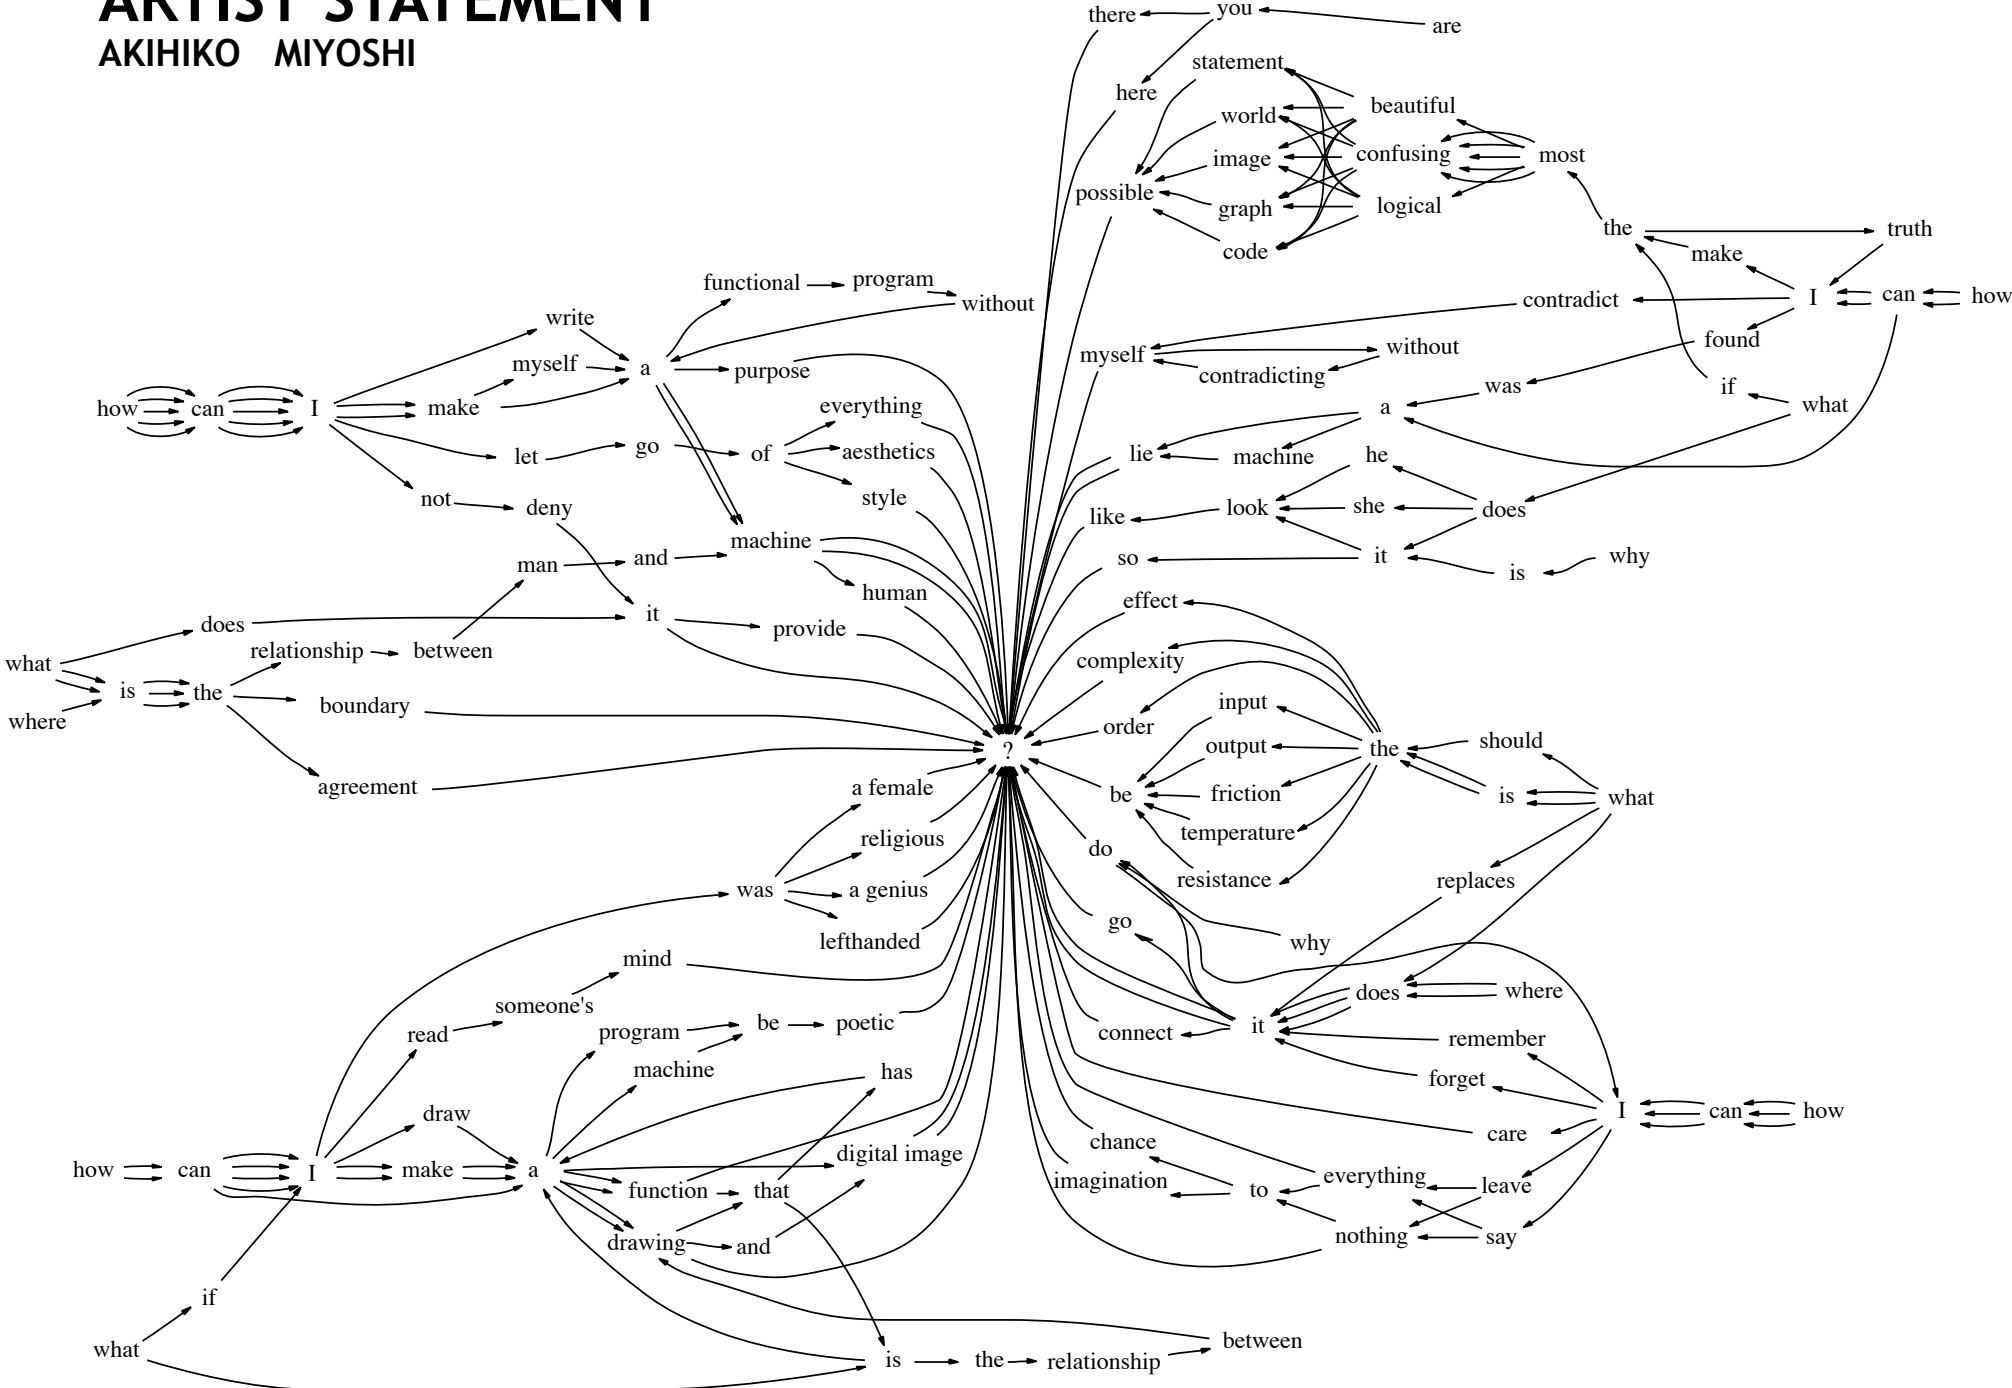 ARTIST STATEMENT
AKIHIKO MIYOSHI
there you are
statement
here beautiful
world
image confusing most
possible
graph logical
the truth
code make
functional program
without contradict I can how
write
myself without found
myself a purpose contradicting
was if
how can I make everything a what
let go of aesthetics lie machine he
style
not deny like look she does
machine
man and so it is why
human effect
does it provide
relationship between complexity
what
is the input
where boundary order
output the should
?
agreement a female be friction is what
temperature
religious do
was a genius resistance replaces
go
lefthanded why
mind
someone's does where
program be poetic
read connect it remember
machine has forget
draw I can how
chance care
how can I make a digital image
function that imagination to everything leave
drawing and nothing say
if
what between
is the relationship